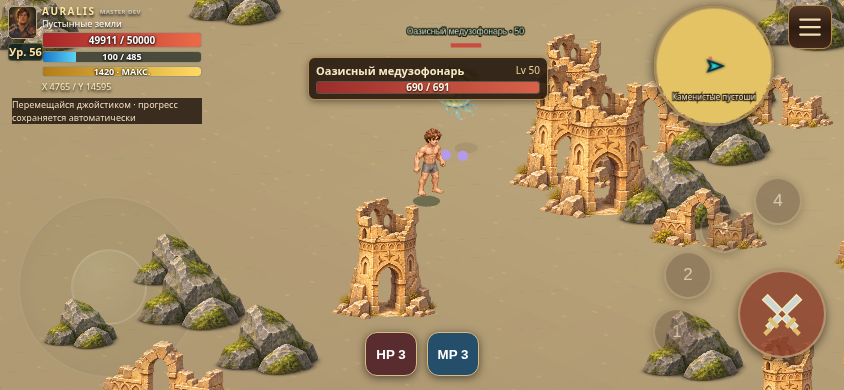 AURALIS MASTER DEV
Пустынные земли
49911 / 50000
Ур. 56
100 / 485
1420 · МАКС.
X 4765 / Y 14595
Перемещайся джойстиком · прогресс
сохраняется автоматически
Оазисный медузофонарь · 50
Оазисный медузофонарь Lv 50
690 / 691
Каменистые пустоши
4
3
2
1
HP 3
MP 3